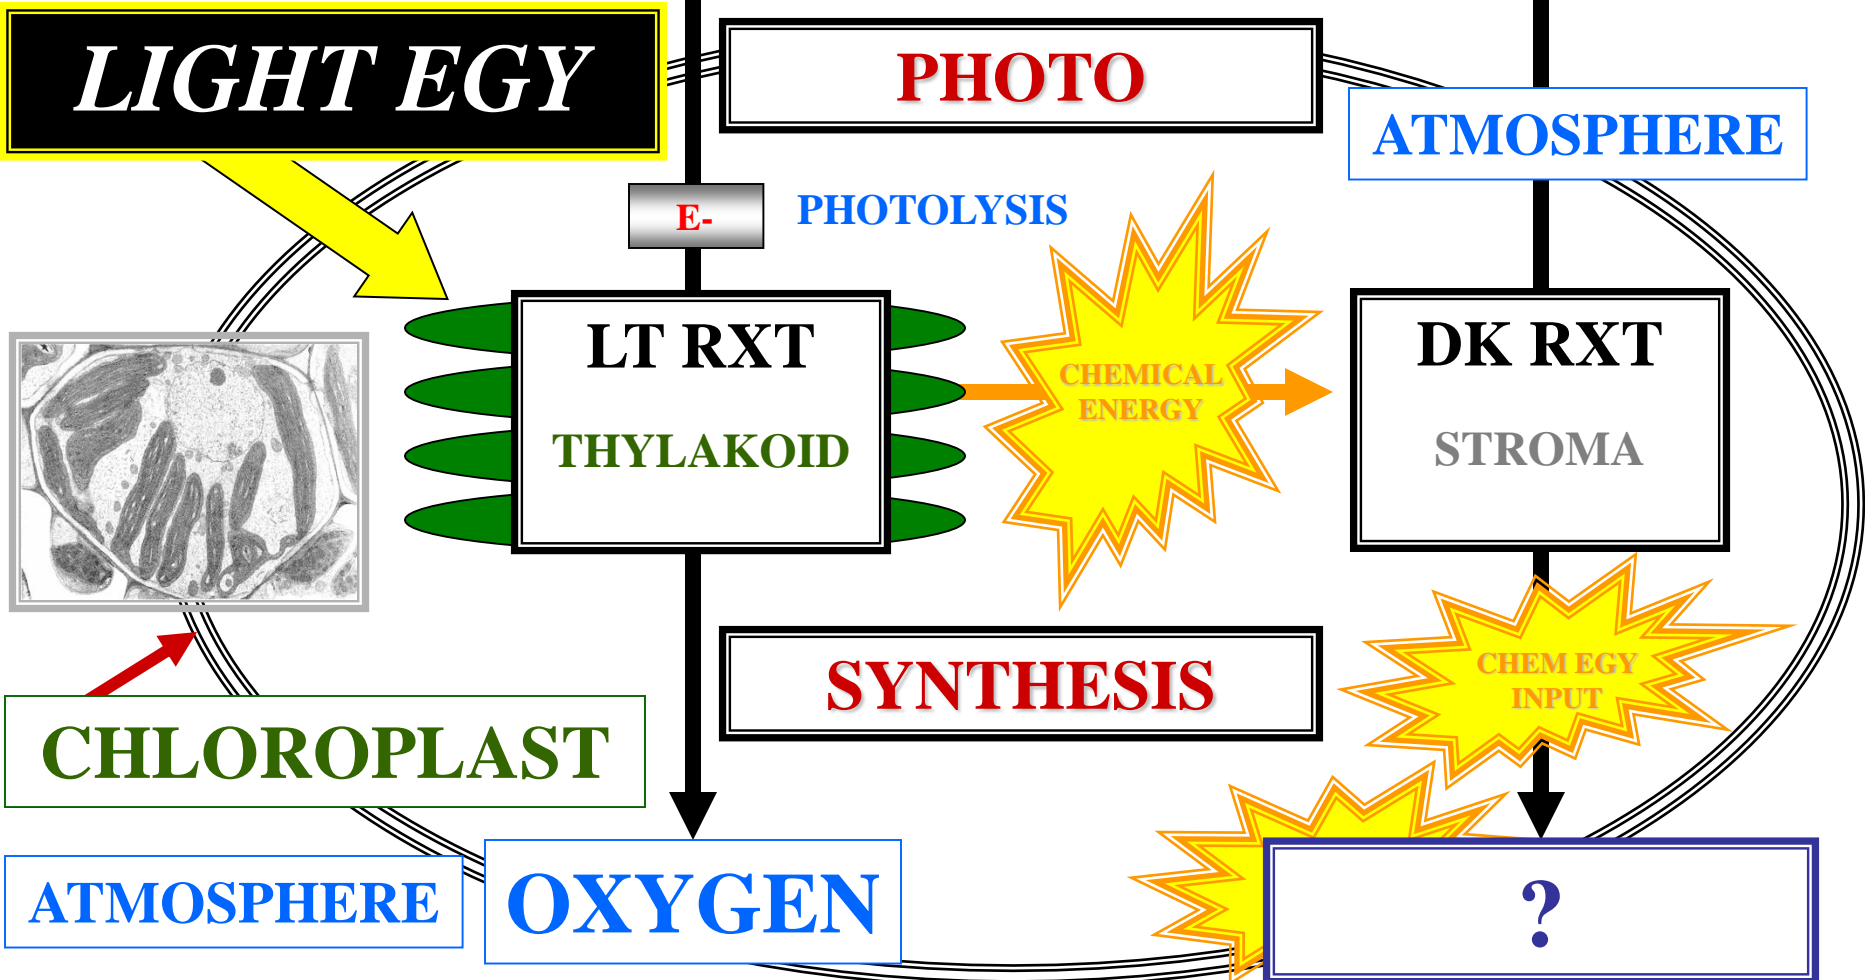 LIGHT EGY
PHOTO
ATMOSPHERE
E-
PHOTOLYSIS
LT RXT
THYLAKOID
CHEMICAL
ENERGY
DK RXT
STROMA
SYNTHESIS
CHEM EGY
INPUT
CHLOROPLAST
ATMOSPHERE
OXYGEN
?